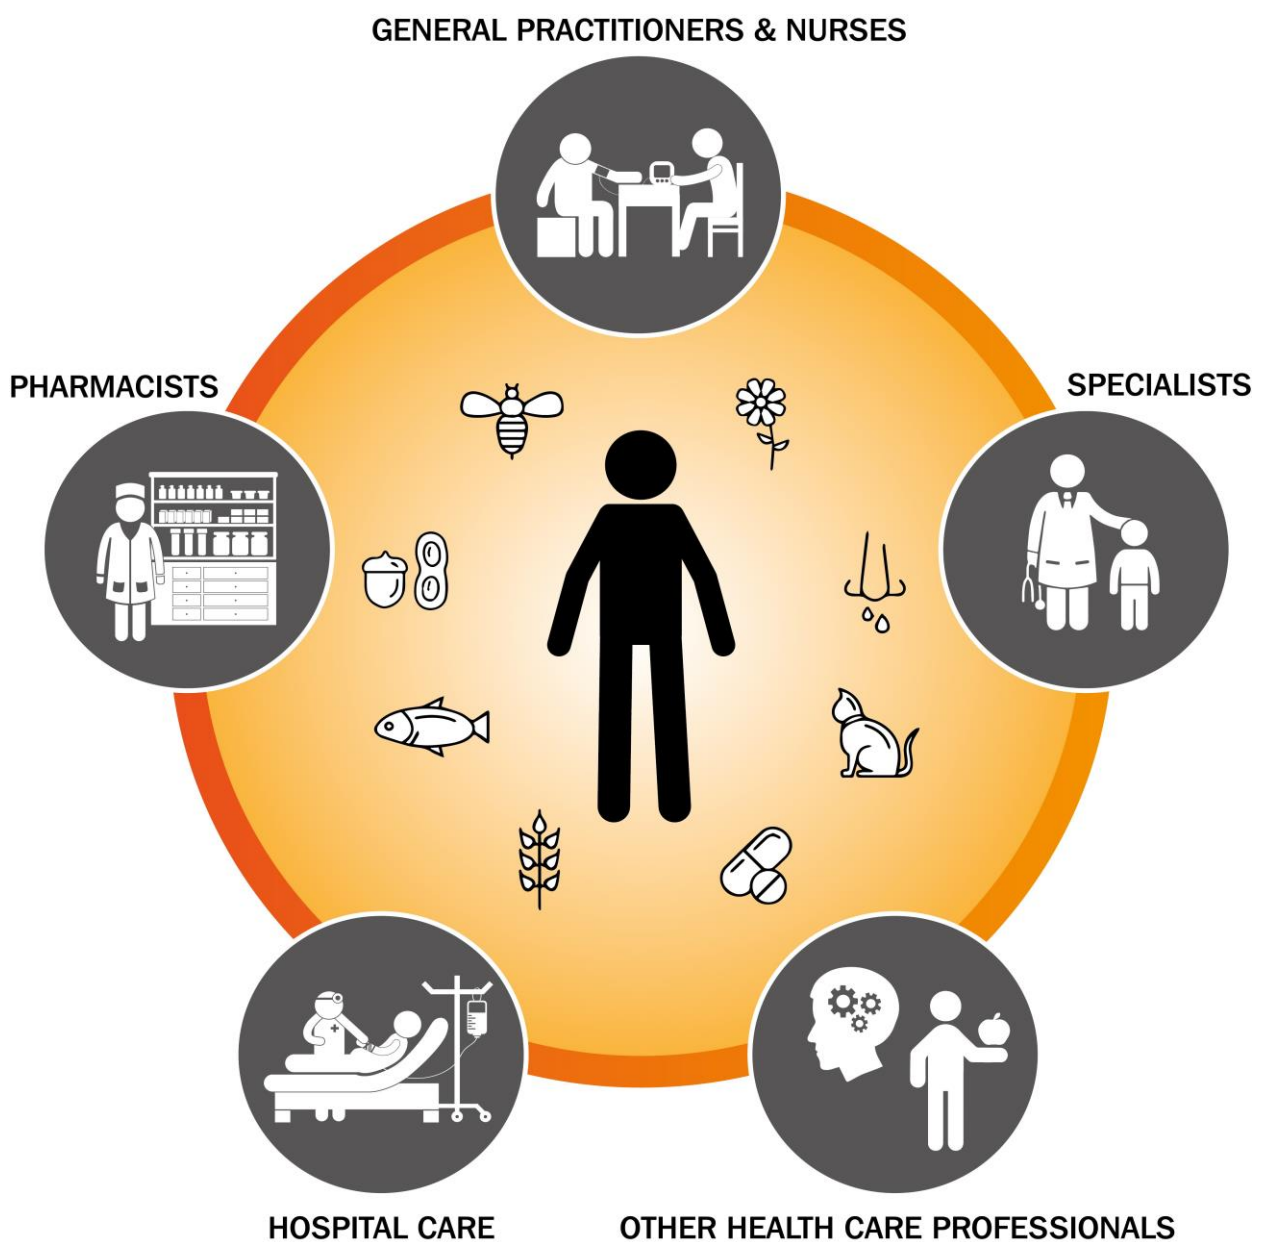 GENERAL PRACTITIONERS & NURSES
PHARMACISTS
SPECIALISTS
HOSPITAL CARE
OTHER HEALTH CARE PROFESSIONALS